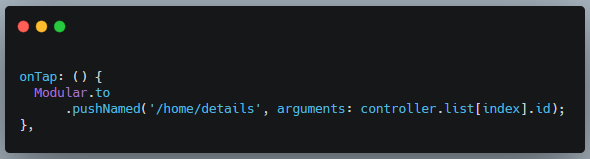 onTap: () {
  Modular.to
      .pushNamed('/home/details', arguments: controller.list[index].id);
},